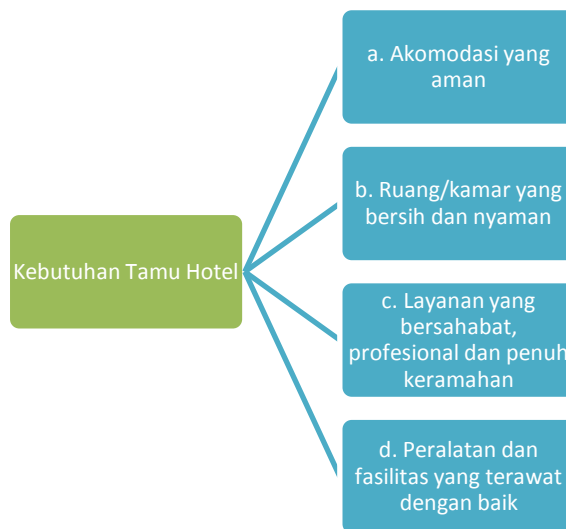 Kebutuhan Tamu Hotel
a. Akomodasi yang
aman
b. Ruang/kamar yang
bersih dan nyaman
c. Layanan yang
bersahabat,
profesional dan penuh
keramahan
d. Peralatan dan
fasilitas yang terawat
dengan baik